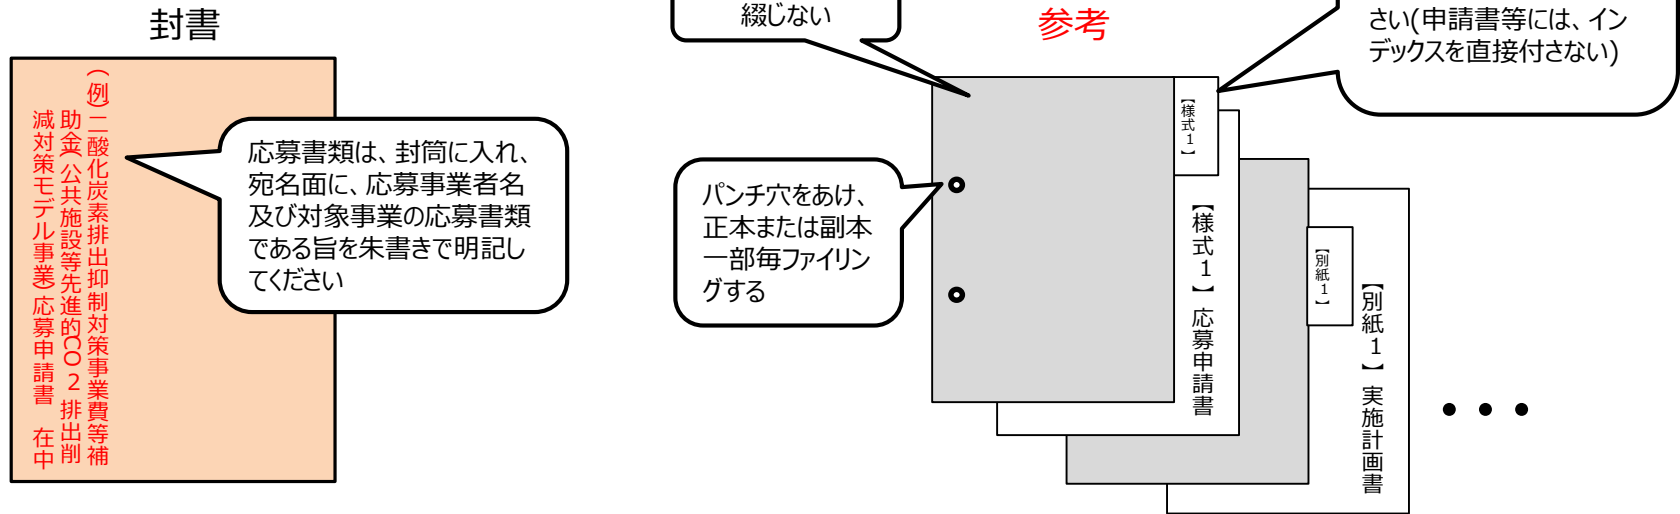 封書
(例)二酸化炭素排出抑制対策事業費等補
助金(公共施設等先進的CO2排出削
減対策モデル事業)応募申請書 在中
応募書類は、封筒に入れ、
宛名面に、応募事業者名
及び対象事業の応募書類
である旨を朱書きで明記し
てください
綴じない
参考
さい(申請書等には、イン
デックスを直接付さない)
パンチ穴をあけ、
正本または副本
一部毎ファイリン
グする
【様式1】
【様式1】応募申請書
【別紙1】
【別紙1】実施計画書
・・・